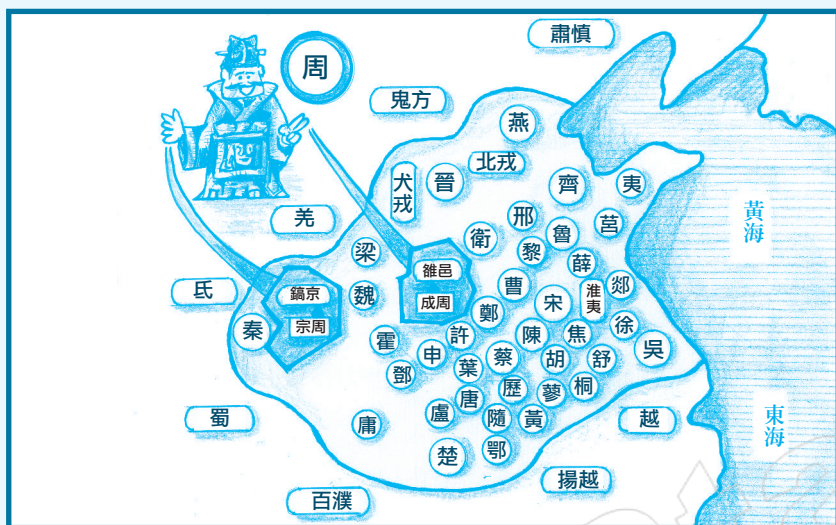 肅慎
周
鬼方
燕
北戎
犬戎
晉
齊
夷
羌
邢
莒
魯
衛
梁
黎
薛
黃海
雒邑
氐
鎬京
魏
曹
郯
淮夷
成周
宋
鄭
宗周
秦
徐
許
陳
焦
霍
吳
申
葉
蔡
胡
舒
鄧
歷
蓼
桐
唐
盧
隨
黃
蜀
庸
越
東海
楚
鄂
揚越
百濮